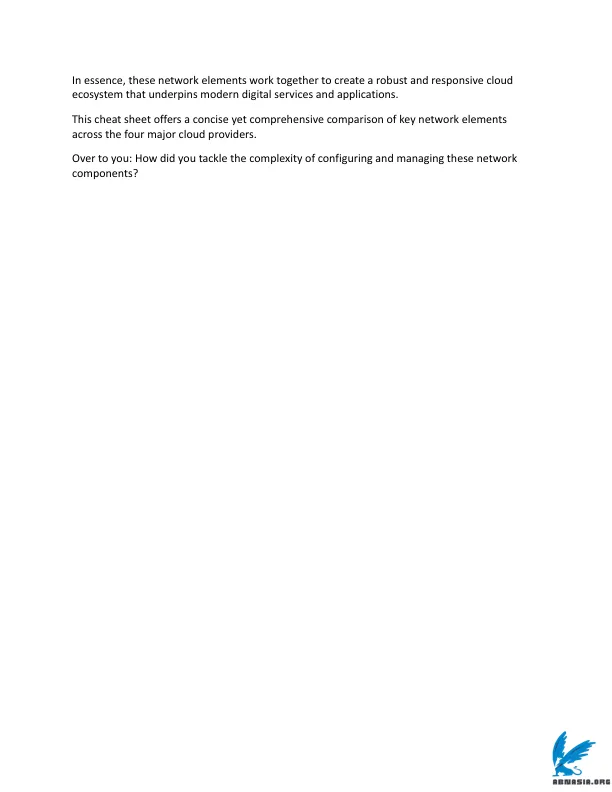 In essence, these network elements work together to create a robust and responsive cloud
ecosystem that underpins modern digital services and applications.
This cheat sheet offers a concise yet comprehensive comparison of key network elements
across the four major cloud providers.
Over to you: How did you tackle the complexity of configuring and managing these network
components?
ABNASIA.ORG